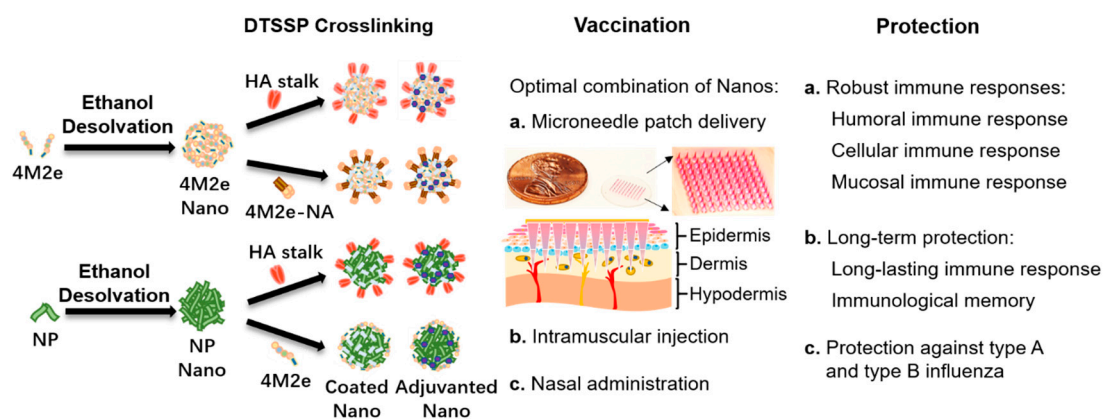 DTSSP Crosslinking
HA stalk
Ethanol
Desolvation
4M2e
4M2e
Nano
4M2e-NA
HA stalk
Ethanol
Desolvation
NP
NP
Nano
4M2e
Coated
Nano
Adjuvanted
Nano
Vaccination
Optimal combination of Nanos:
a. Microneedle patch delivery
Epidermis
Dermis
Hypodermis
b. Intramuscular injection
c. Nasal administration
Protection
a. Robust immune responses:
Humoral immune response
Cellular immune response
Mucosal immune response
b. Long-term protection:
Long-lasting immune response
Immunological memory
c. Protection against type A
and type B influenza